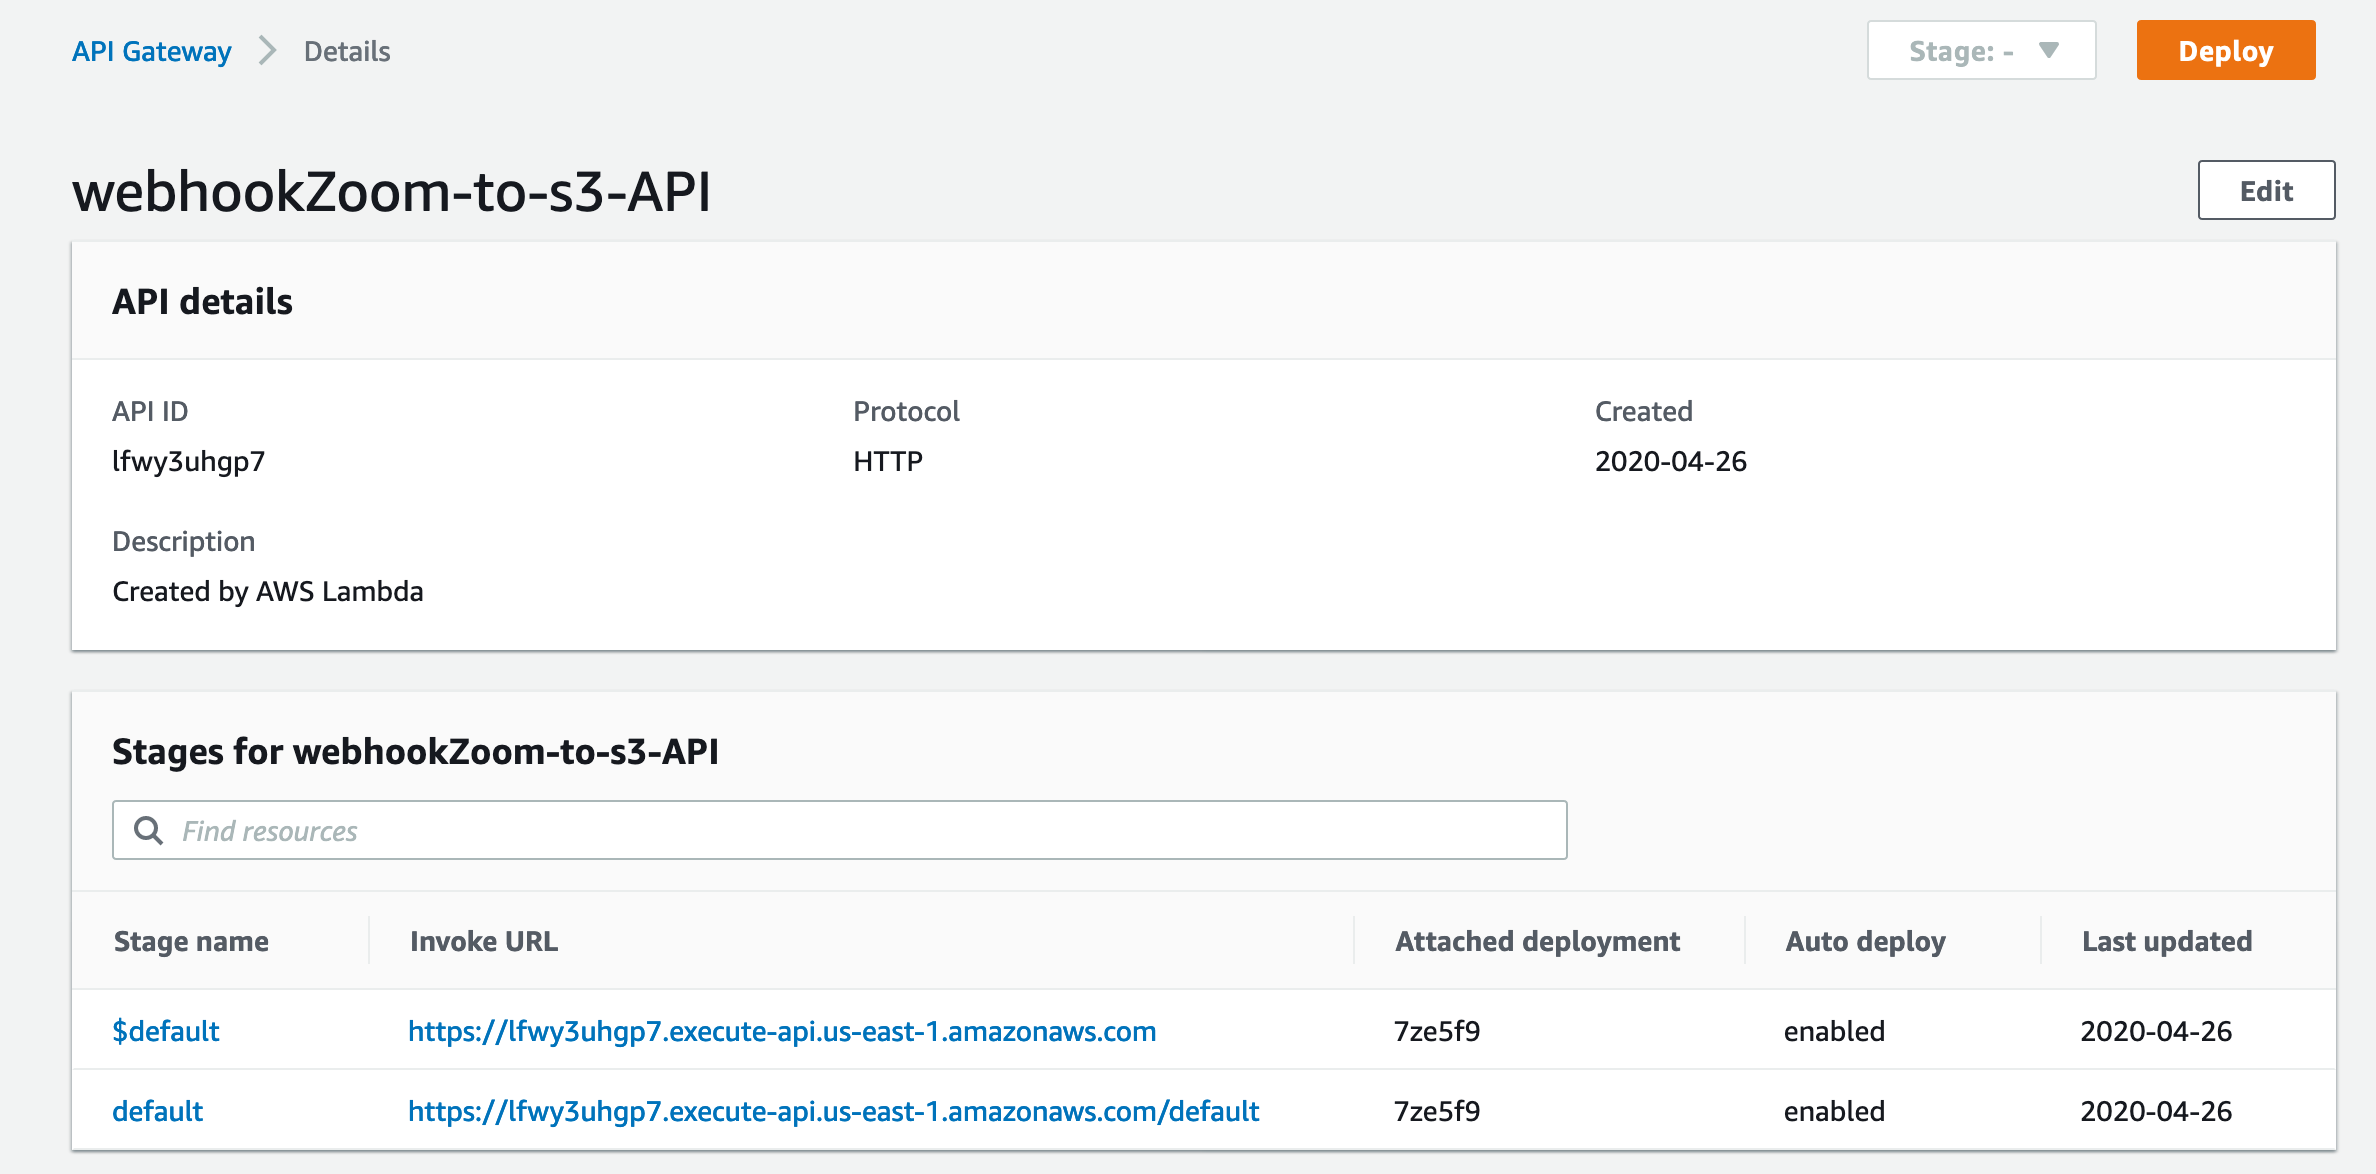 API Gateway Details Stage: - Deploy
webhookZoom-to-s3-API Edit
API details
API ID Protocol Created
lfwy3uhgp7 HTTP 2020-04-26
Description
Created by AWS Lambda
Stages for webhookZoom-to-s3-API
Find resources
Stage name Invoke URL Attached deployment Auto deploy Last updated
$default https://lfwy3uhgp7.execute-api.us-east-1.amazonaws.com 7ze5f9 enabled 2020-04-26
default https://lfwy3uhgp7.execute-api.us-east-1.amazonaws.com/default 7ze5f9 enabled 2020-04-26